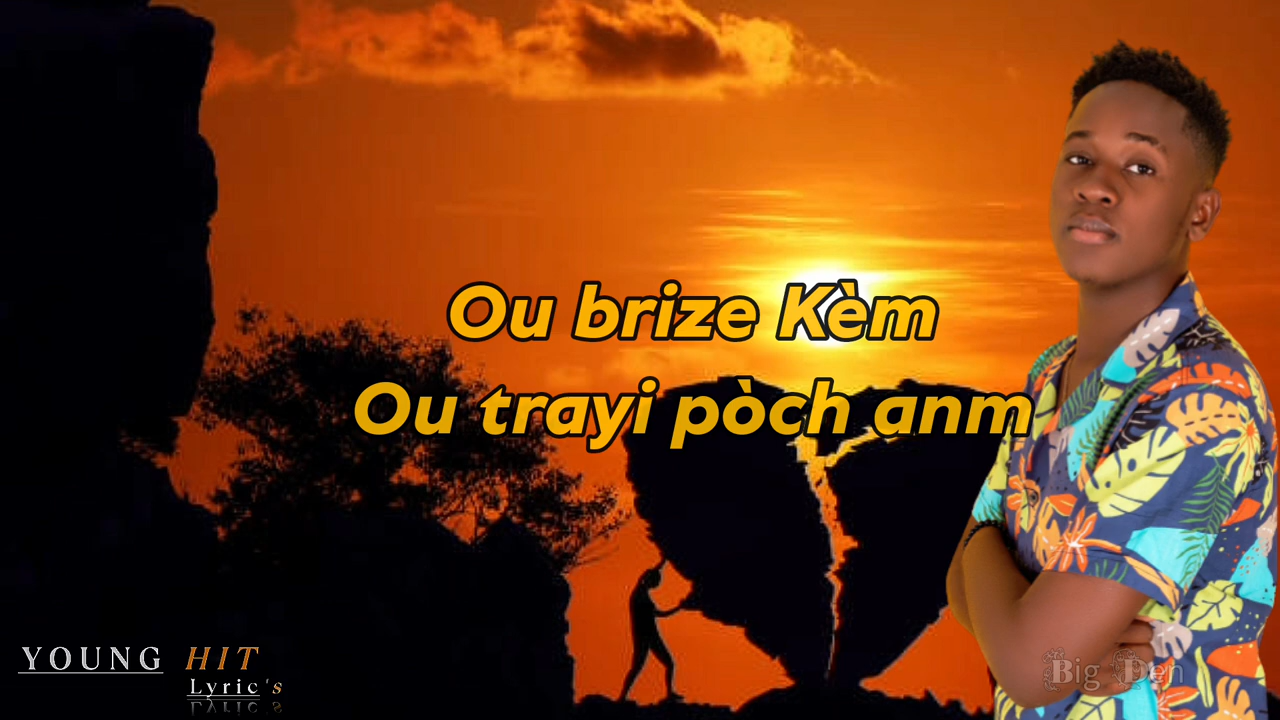 Ou brize Kèm
Ou trayi pòch anm
YOUNG HIT
Lyric's
Big Den